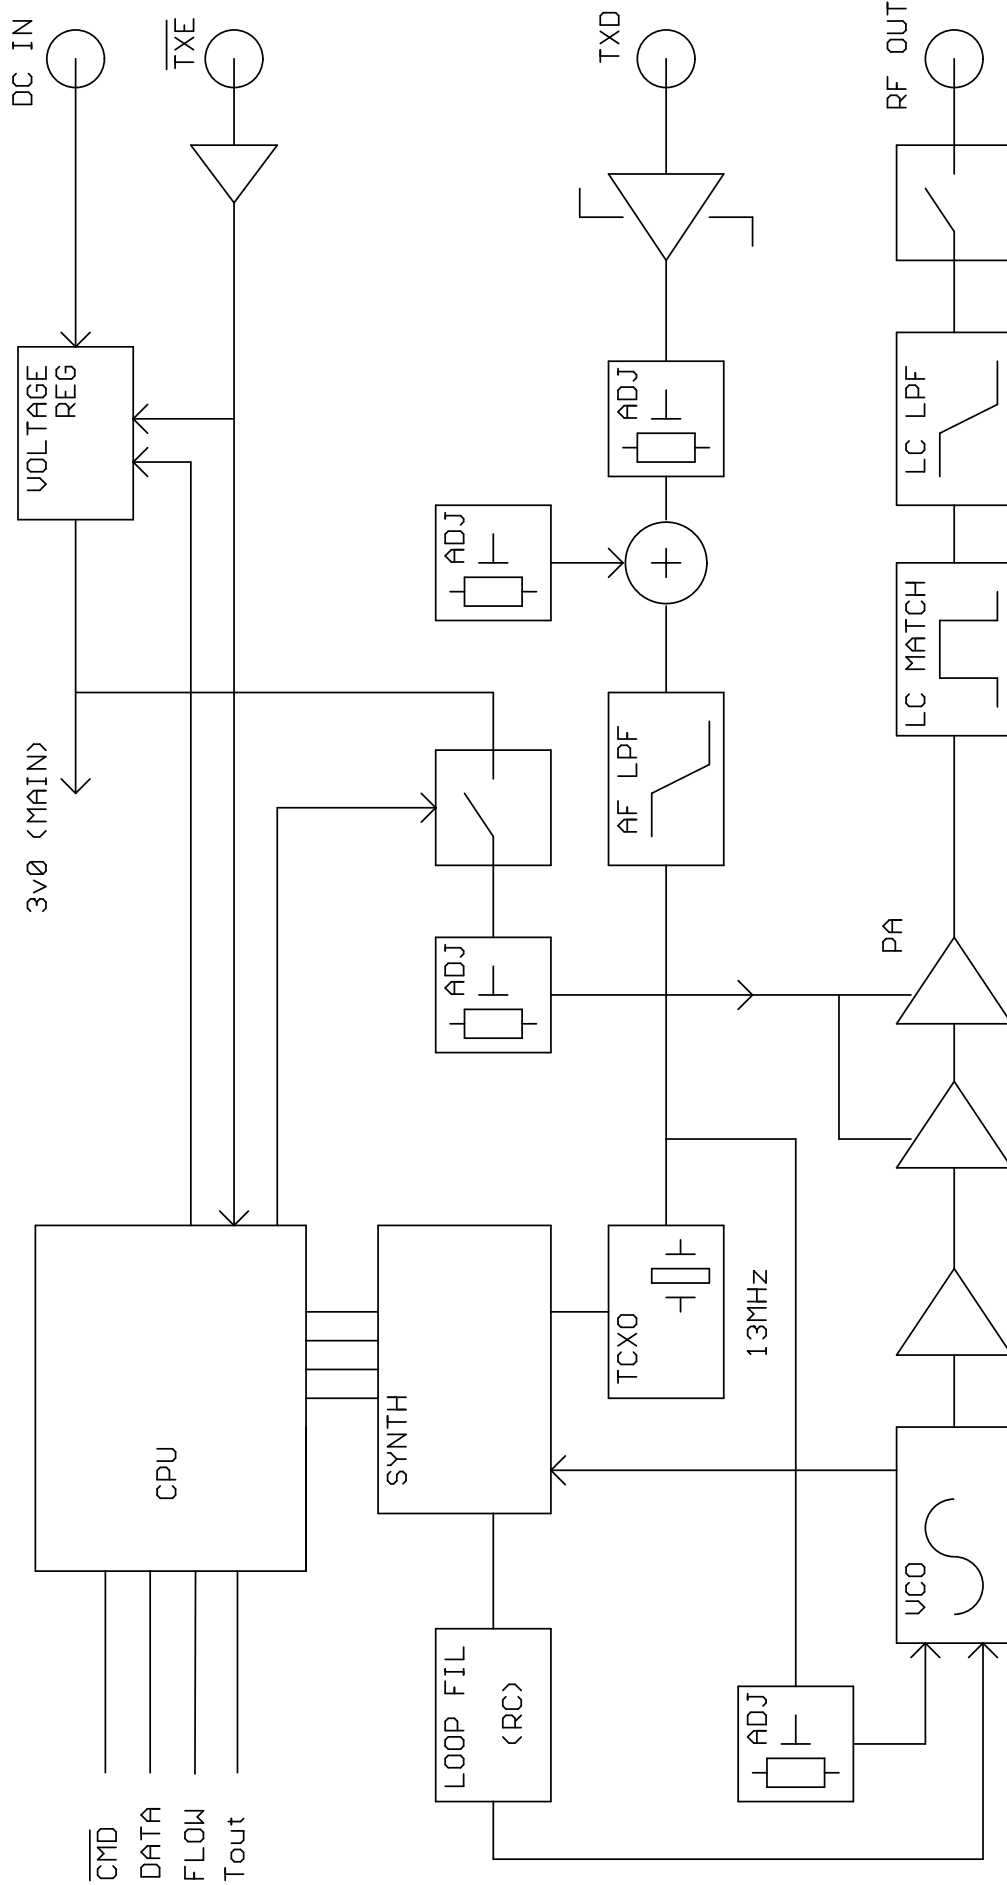 CMD
DATA
FLOW
Tout
CPU
3v0 (MAIN)
VOLTAGE
REG
DC IN
TXE
LOOP FIL
(RC)
SYNTH
ADJ
ADJ
TCXO
13MHz
AF LPF
ADJ
TXD
ADJ
VCO
PA
LC MATCH
LC LPF
RF OUT